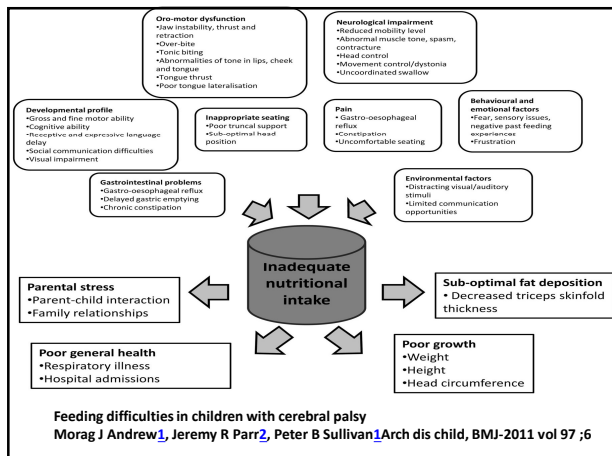 Oro-motor dysfunction
•Jaw instability, thrust and
retraction
•Over-bite
•Tonic biting
•Abnormalities of tone in lips, cheek
and tongue
•Tongue thrust
•Poor tongue lateralisation
Neurological impairment
•Reduced mobility level
•Abnormal muscle tone, spasm,
contracture
•Head control
•Movement control/dystonia
•Uncoordinated swallow
Developmental profile
•Gross and fine motor ability
•Cognitive ability
•Receptive and expressive language
delay
•Social communication difficulties
•Visual impairment
Inappropriate seating
•Poor truncal support
•Sub-optimal head
position
Pain
•Gastro-oesophageal
reflux
•Constipation
•Uncomfortable seating
Behavioural and
emotional factors
•Fear, sensory issues,
negative past feeding
experiences
•Frustration
Gastrointestinal problems
•Gastro-oesophageal reflux
•Delayed gastric emptying
•Chronic constipation
Environmental factors
•Distracting visual/auditory
stimuli
•Limited communication
opportunities
Inadequate
nutritional
intake
Parental stress
•Parent-child interaction
•Family relationships
Sub-optimal fat deposition
• Decreased triceps skinfold
thickness
Poor general health
•Respiratory illness
•Hospital admissions
Poor growth
•Weight
•Height
•Head circumference
Feeding difficulties in children with cerebral palsy
Morag J Andrew1, Jeremy R Parr2, Peter B Sullivan1Arch dis child, BMJ-2011 vol 97 ;6